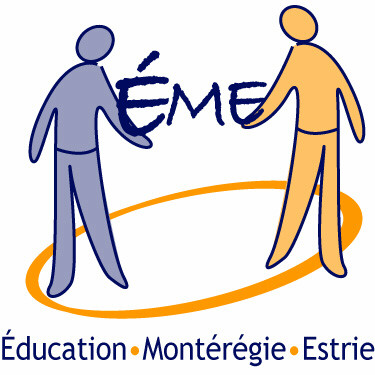 ÉME
Éducation • Montérégie • Estrie